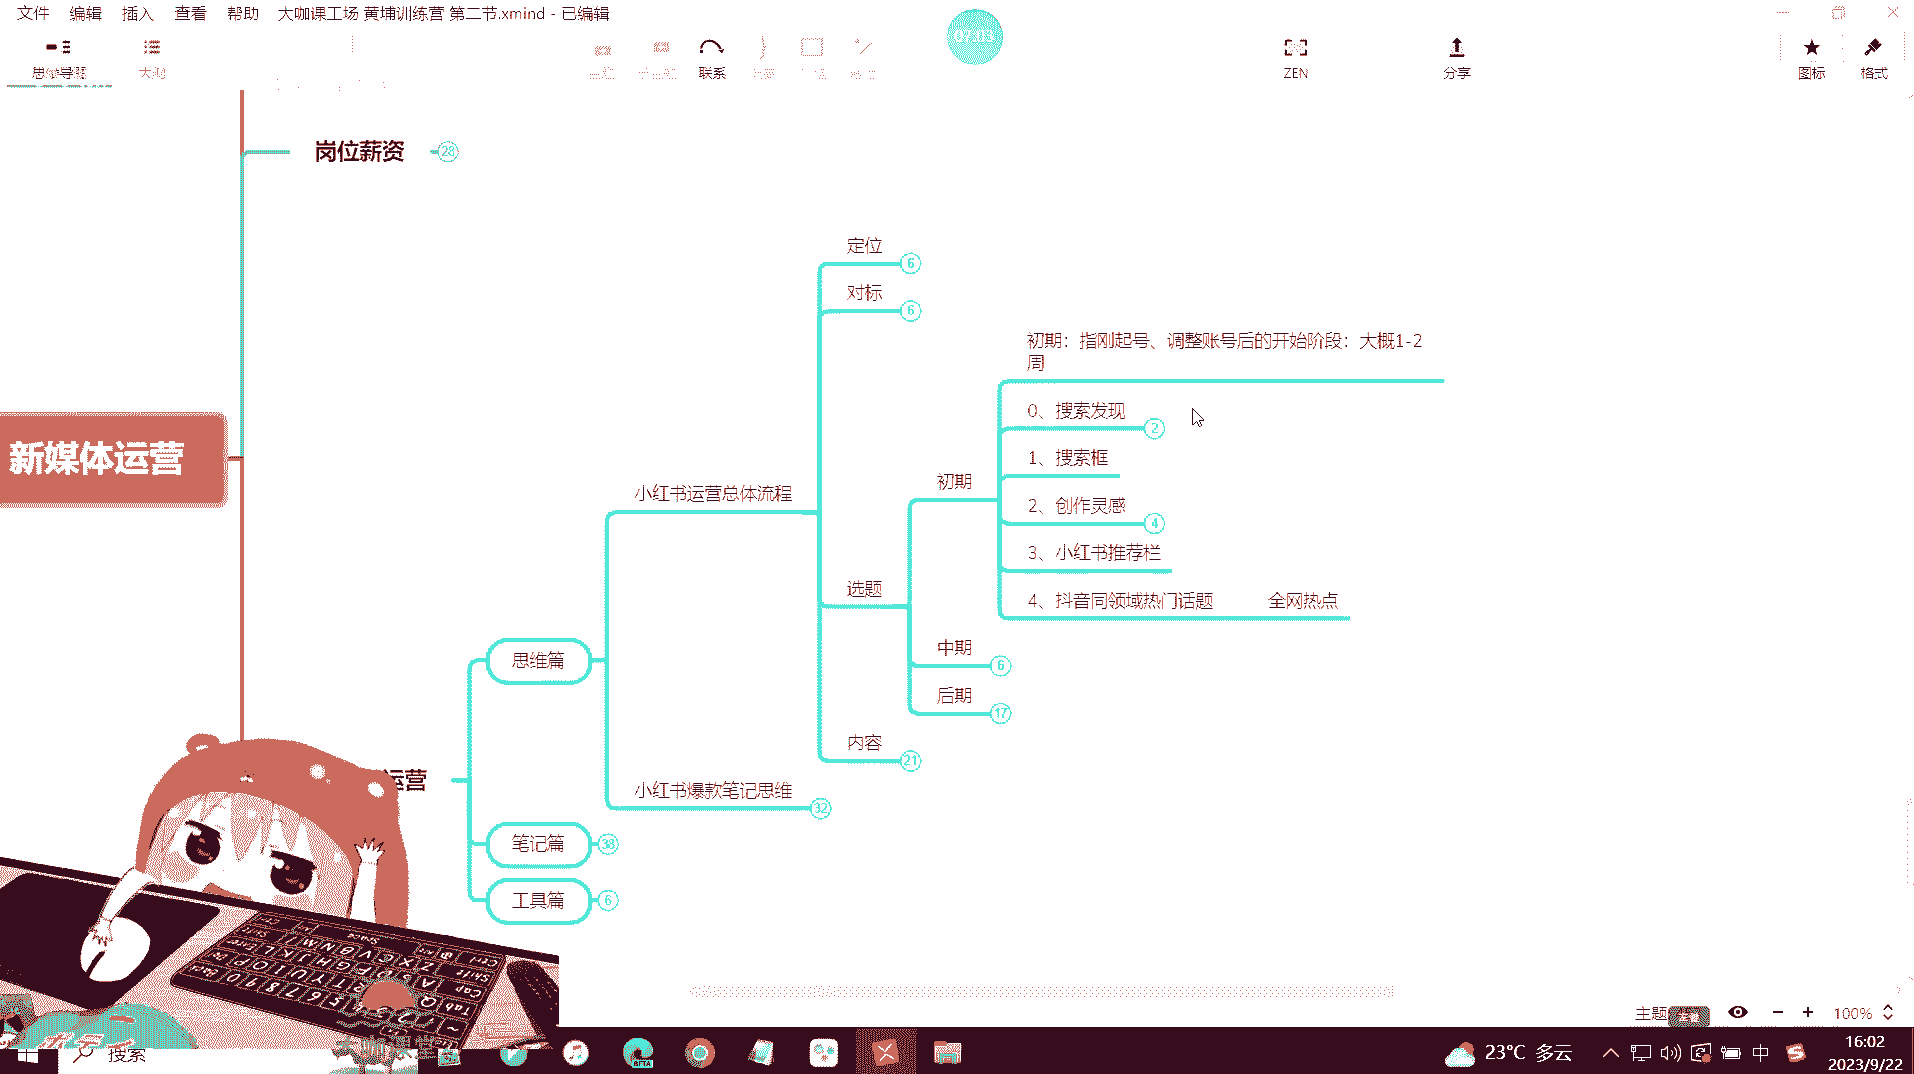 文件 编辑 插入 查看 帮助 大咖课工场 黄埔训练营 第二节.xmind - 已编辑
07:03
思维导图 大纲 联系 ZEN 分享 图标 格式
岗位薪资 28
定位 6
对标 6
初期：指刚起号、调整账号后的开始阶段：大概1-2
周
0、搜索发现 2
1、搜索框
新媒体运营
初期
小红书运营总体流程
2、创作灵感 4
3、小红书推荐栏
选题
4、抖音同领域热门话题 全网热点
中期 6
思维篇
后期 17
内容 21
运营
小红书爆款笔记思维 32
笔记篇 38
工具篇 6
主题
100%
搜索
BETA
23°C 多云
中
16:02
2023/9/22